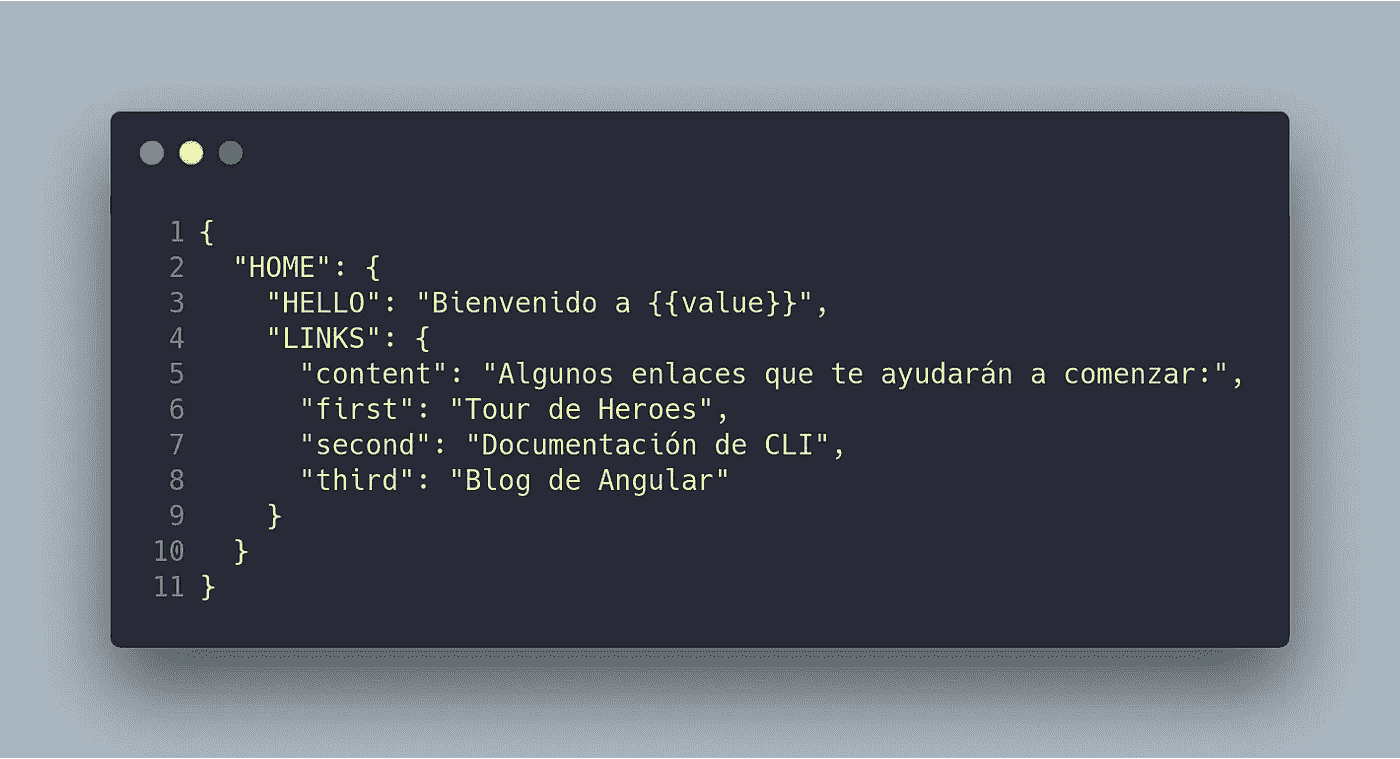 1 {
2   "HOME": {
3     "HELLO": "Bienvenido a {{value}}",
4     "LINKS": {
5       "content": "Algunos enlaces que te ayudarán a comenzar:",
6       "first": "Tour de Heroes",
7       "second": "Documentación de CLI",
8       "third": "Blog de Angular"
9     }
10   }
11 }